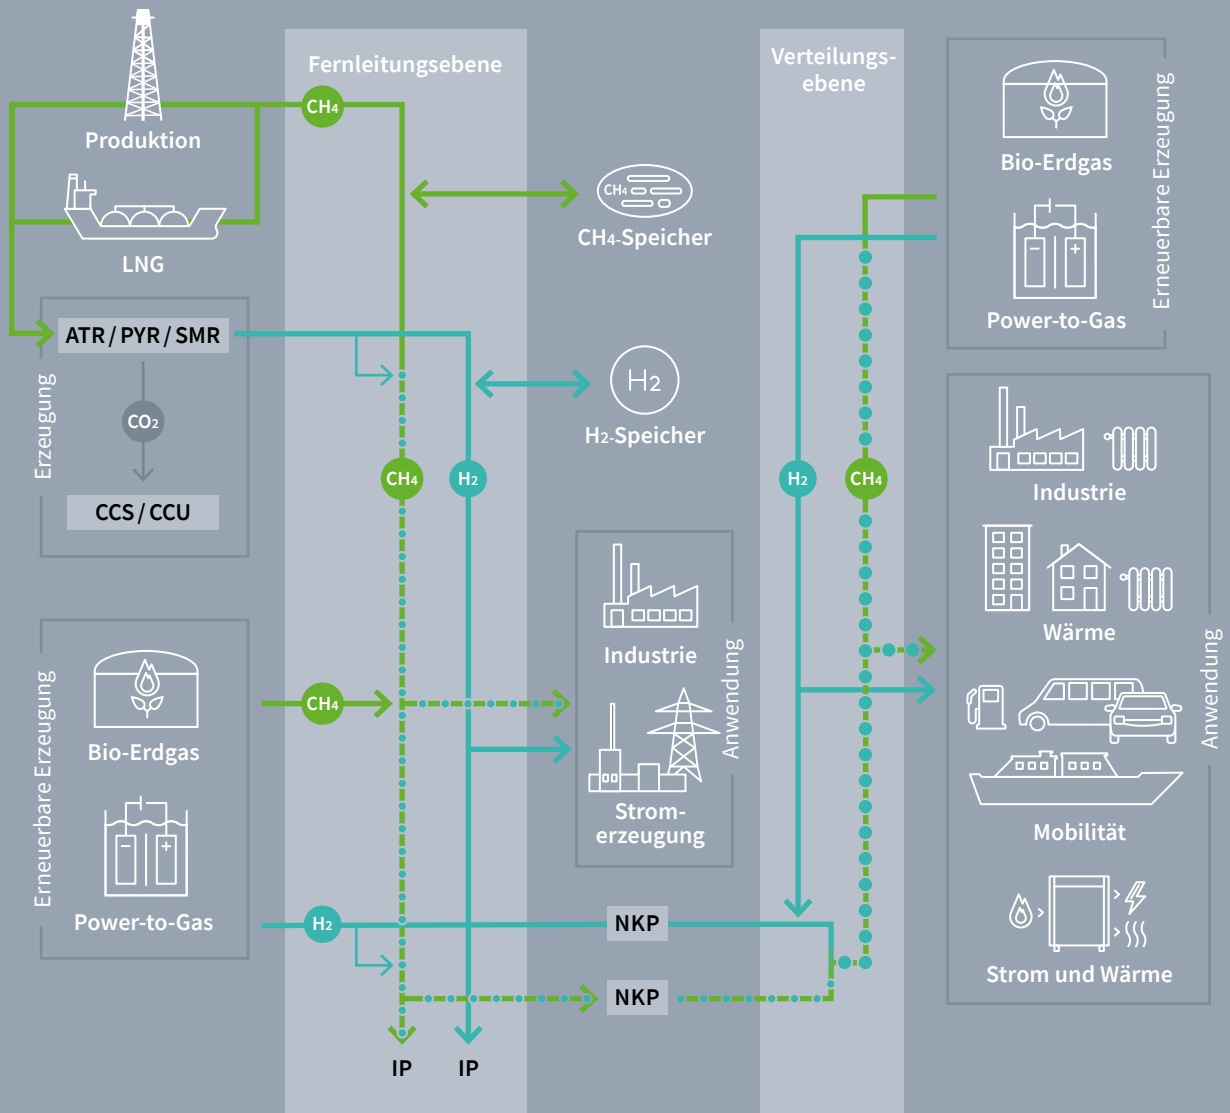 Fernleitungsebene
Verteilungs-
ebene
CH4
Produktion
LNG
CH4
CH4-Speicher
Bio-Erdgas
Power-to-Gas
Erneuerbare Erzeugung
ATR / PYR / SMR
CO2
CCS / CCU
Erzeugung
H2
H2-Speicher
CH4
H2
H2
CH4
Industrie
Wärme
Mobilität
Strom und Wärme
Anwendung
Industrie
Strom-
erzeugung
Anwendung
CH4
Bio-Erdgas
Power-to-Gas
Erneuerbare Erzeugung
H2
NKP
NKP
IP
IP